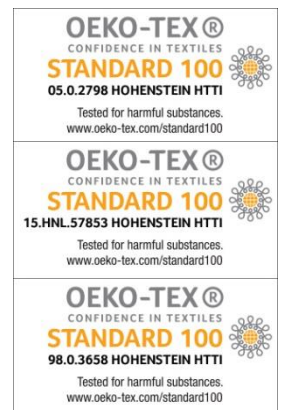 OEKO-TEX®
CONFIDENCE IN TEXTILES
STANDARD 100
05.0.2798 HOHENSTEIN HTTI
Tested for harmful substances.
www.oeko-tex.com/standard100
OEKO-TEX®
CONFIDENCE IN TEXTILES
STANDARD 100
15.HNL.57853 HOHENSTEIN HTTI
Tested for harmful substances.
www.oeko-tex.com/standard100
OEKO-TEX®
CONFIDENCE IN TEXTILES
STANDARD 100
98.0.3658 HOHENSTEIN HTTI
Tested for harmful substances.
www.oeko-tex.com/standard100